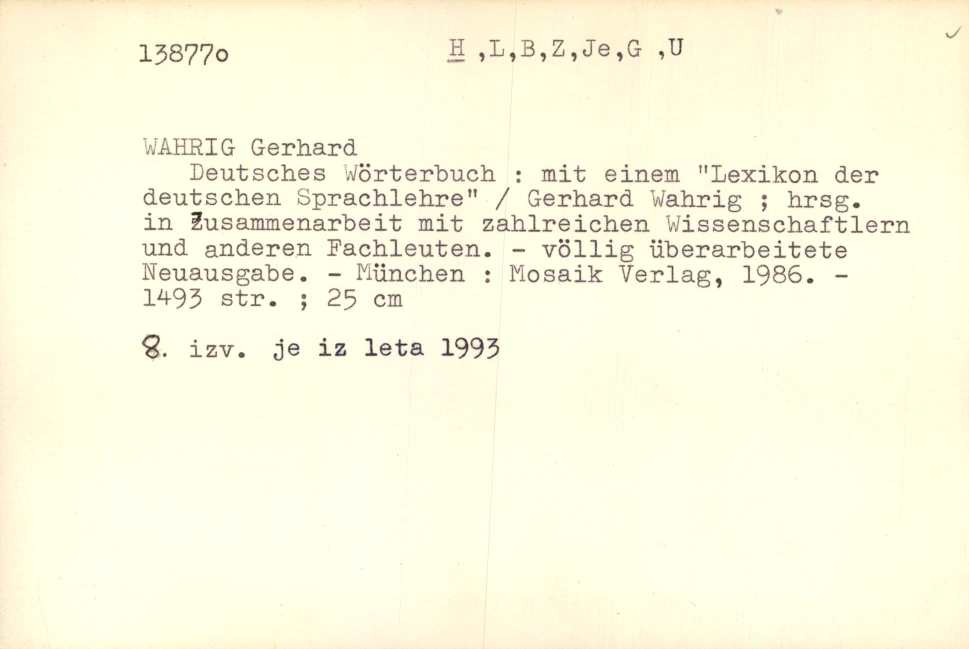 13877o
H ,L,B,Z,Je,G ,U
WAHRIG Gerhard
Deutsches Wörterbuch : mit einem "Lexikon der
deutschen Sprachlehre" / Gerhard Wahrig ; hrsg.
in Zusammenarbeit mit zahlreichen Wissenschaftlern
und anderen Fachleuten. - völlig überarbeitete
Neuausgabe. - München : Mosaik Verlag, 1986. -
1493 str. ; 25 cm
8. izv. je iz leta 1993